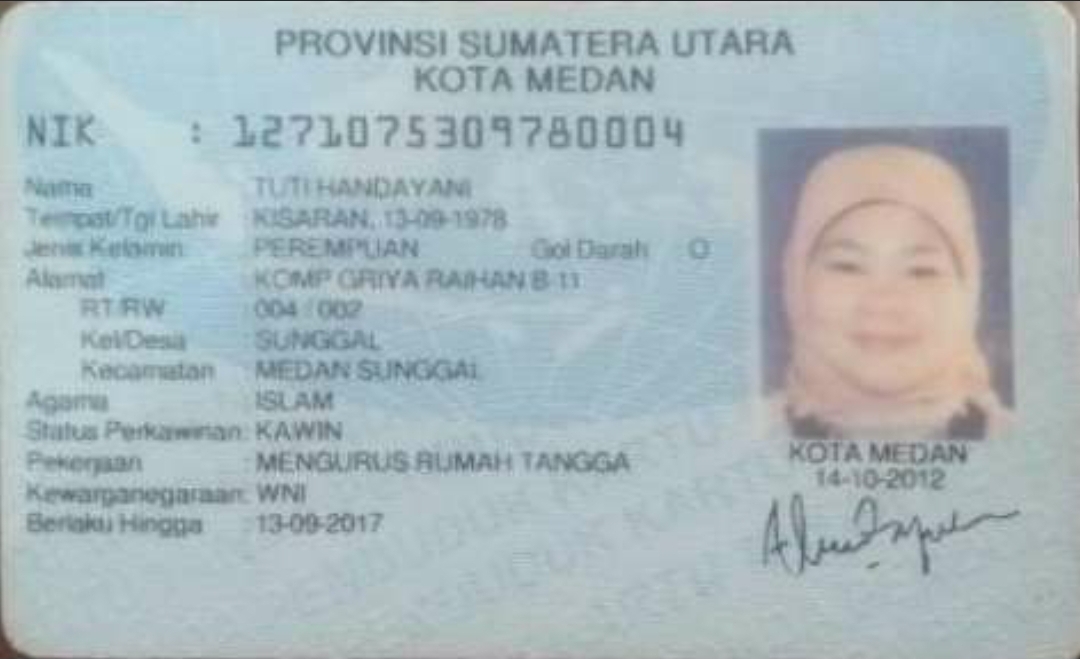 PROVINSI SUMATERA UTARA
KOTA MEDAN
NIK : 1271075309780004
Nama : TUTI HANDAYANI
Tempat/Tgl Lahir : KISARAN, 13-09-1978
Jenis Kelamin : PEREMPUAN Gol Darah O
Alamat : KOMP GRIYA RAIHAN B-11
RT/RW : 004 / 002
Kel/Desa : SUNGGAL
Kecamatan : MEDAN SUNGGAL
Agama : ISLAM
Status Perkawinan: KAWIN
Pekerjaan : MENGURUS RUMAH TANGGA
Kewarganegaraan: WNI
Berlaku Hingga : 13-09-2017
KOTA MEDAN
14-10-2012